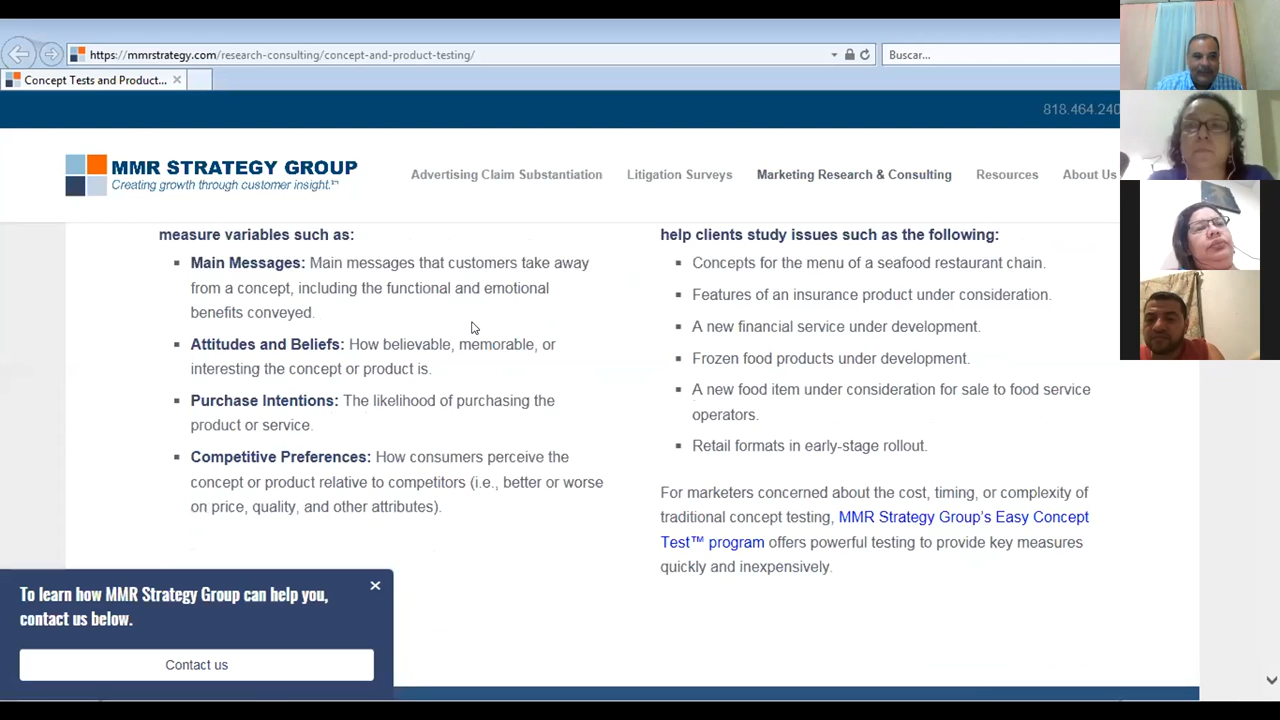 https://mmrstrategy.com/research-consulting/concept-and-product-testing/
Buscar...
Concept Tests and Product...
818.464.240
MMR STRATEGY GROUP
Creating growth through customer insight.™
Advertising Claim Substantiation
Litigation Surveys
Marketing Research & Consulting
Resources
About Us
measure variables such as:
Main Messages: Main messages that customers take away
from a concept, including the functional and emotional
benefits conveyed.
Attitudes and Beliefs: How believable, memorable, or
interesting the concept or product is.
Purchase Intentions: The likelihood of purchasing the
product or service.
Competitive Preferences: How consumers perceive the
concept or product relative to competitors (i.e., better or worse
on price, quality, and other attributes).
help clients study issues such as the following:
Concepts for the menu of a seafood restaurant chain.
Features of an insurance product under consideration.
A new financial service under development.
Frozen food products under development.
A new food item under consideration for sale to food service
operators.
Retail formats in early-stage rollout.
For marketers concerned about the cost, timing, or complexity of
traditional concept testing, MMR Strategy Group's Easy Concept
Test™ program offers powerful testing to provide key measures
quickly and inexpensively.
To learn how MMR Strategy Group can help you,
contact us below.
Contact us